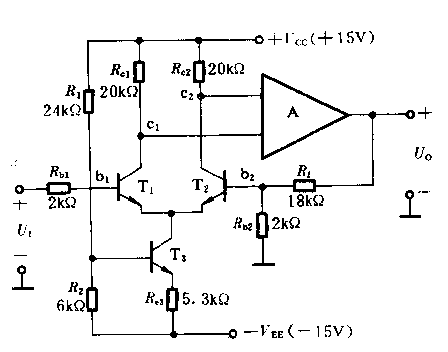 +Ucc(+15V)
Rc1
20kΩ
Rc2
20kΩ
R1
24kΩ
c2
c1
A
+
Uo
−
Rb1
2kΩ
b1
T1
T2
b2
Rf
18kΩ
+
Ui
−
Rb2
2kΩ
T3
R2
6kΩ
Re3
5.3kΩ
−VEE(−15V)